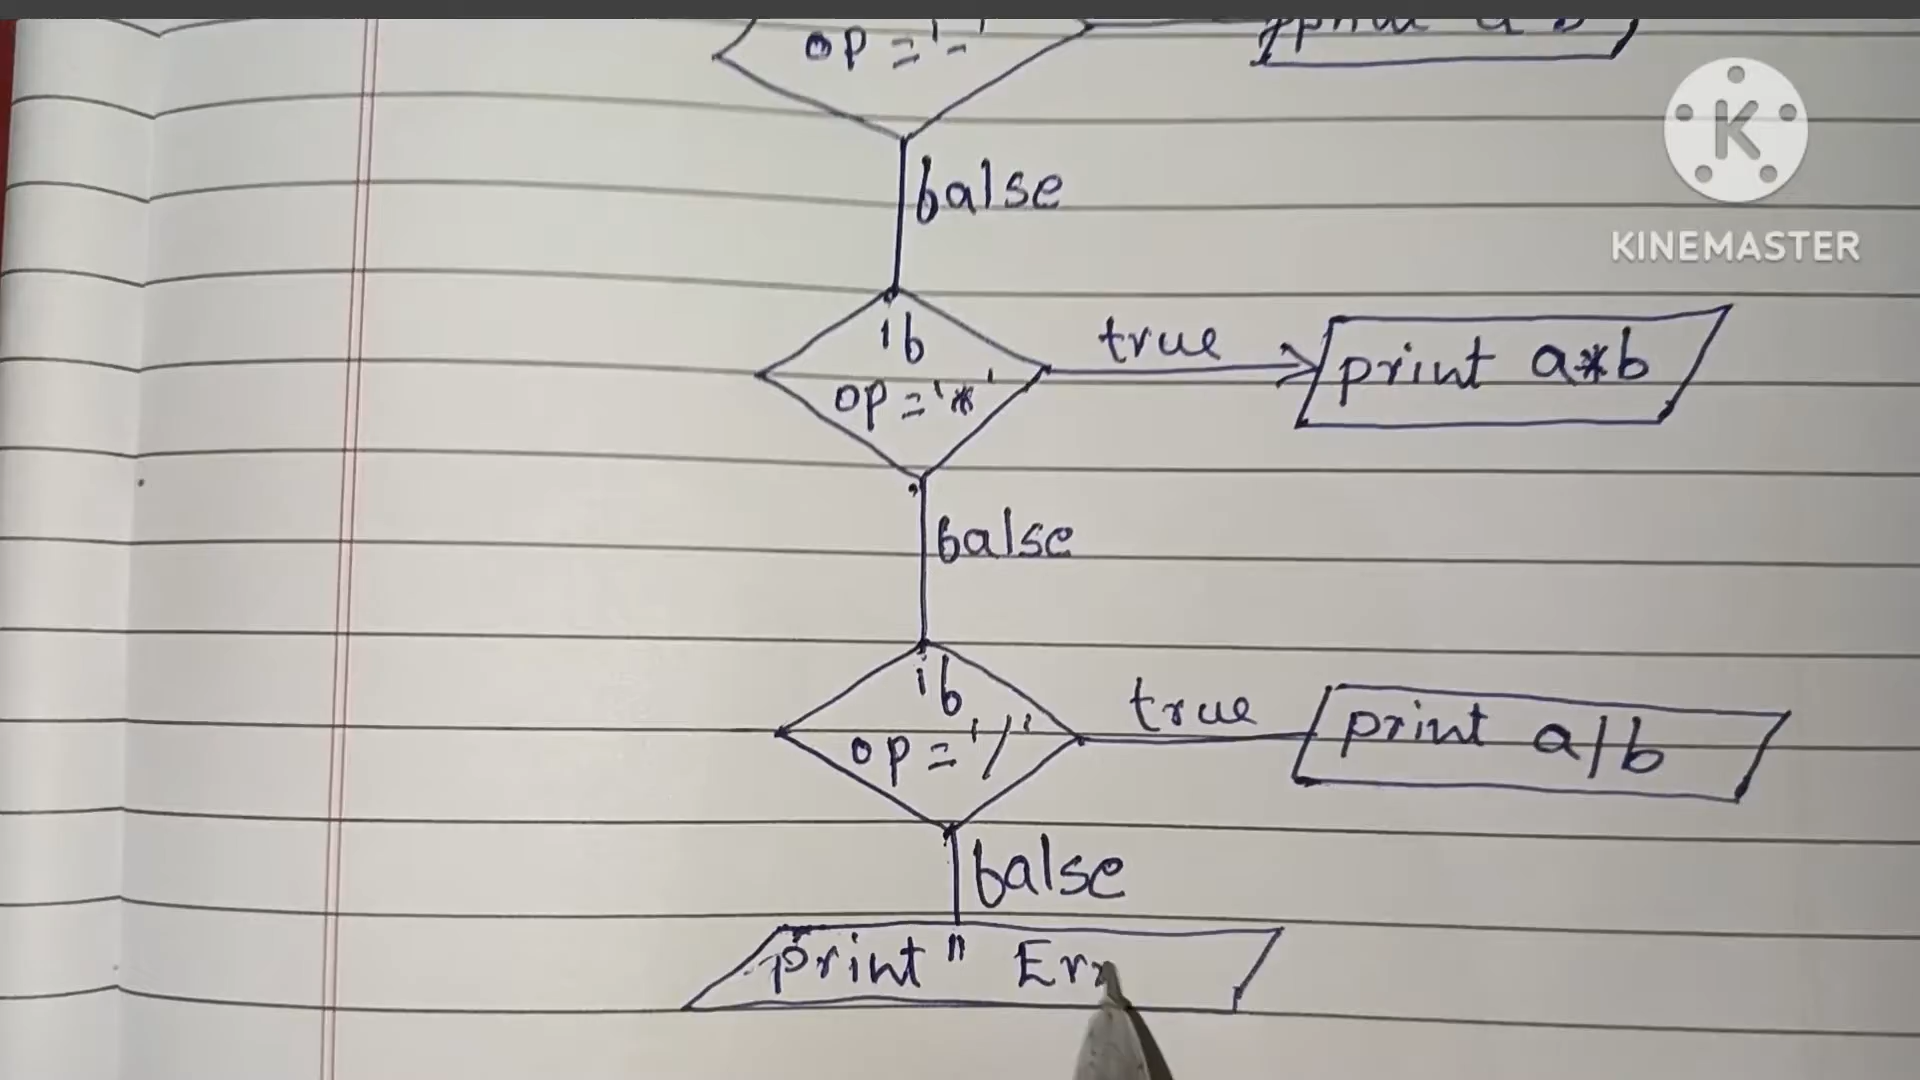 op = '-'
false
KINEMASTER
if
op = '*'
true
print a*b
false
if
op = '/'
true
print a/b
false
print " Err